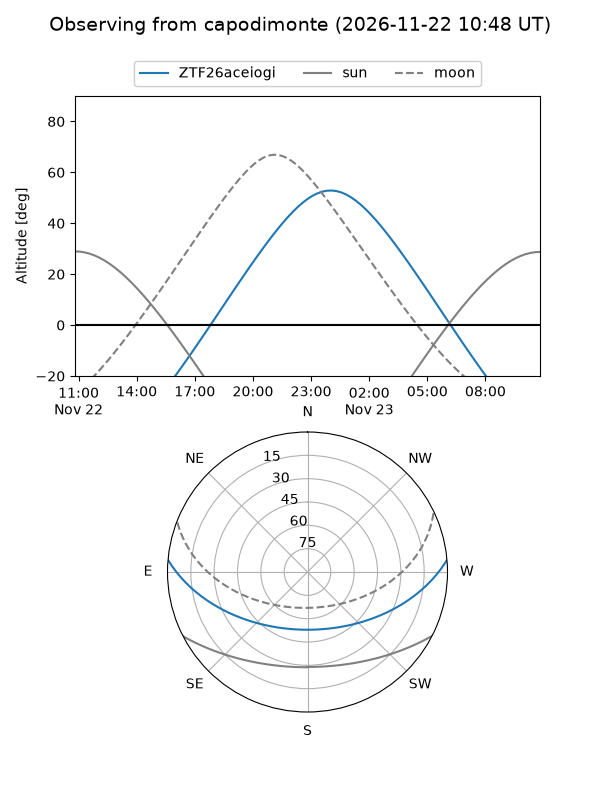 Observing from capodimonte (2026-11-22 10:48 UT)
ZTF26aceiogi sun moon
Altitude [deg]
80
60
40
20
0
−20
11:00 14:00 17:00 20:00 23:00 02:00 05:00 08:00
Nov 22 Nov 23
N
NE NW
15
30
45
60
75
E W
SE SW
S